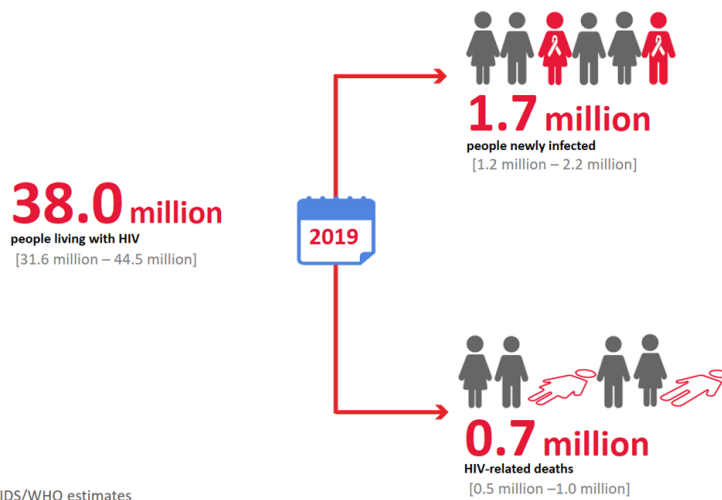 38.0 million
people living with HIV
[31.6 million – 44.5 million]
2019
1.7 million
people newly infected
[1.2 million – 2.2 million]
0.7 million
HIV-related deaths
[0.5 million –1.0 million]
IDS/WHO estimates